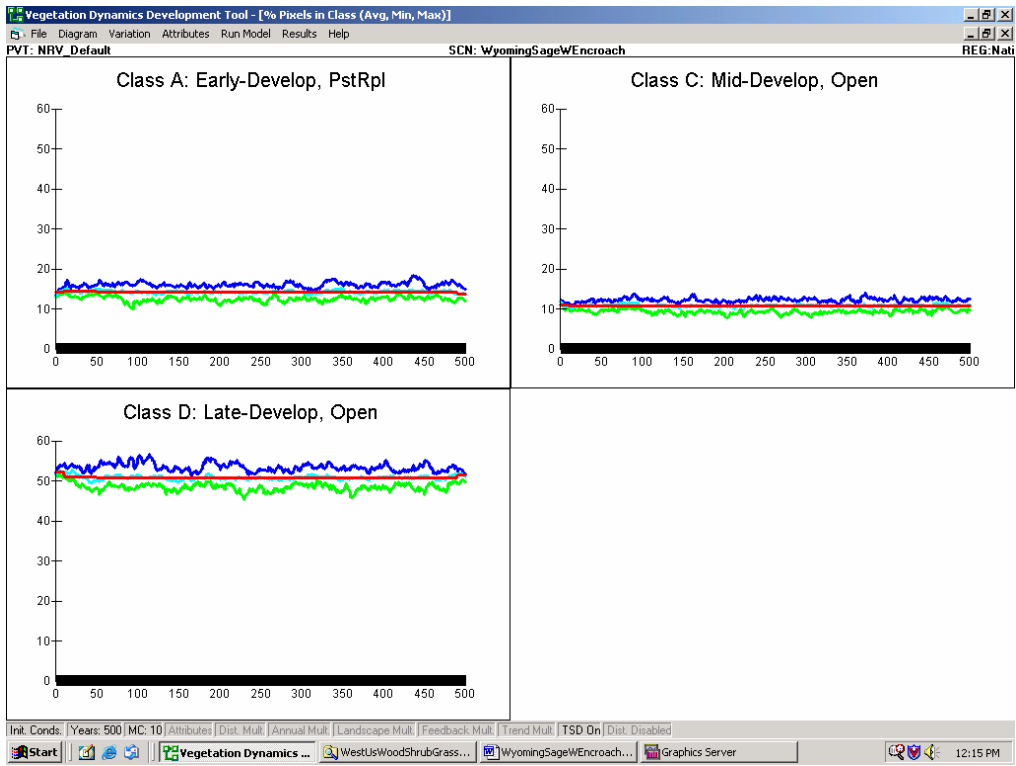 Vegetation Dynamics Development Tool - [% Pixels in Class (Avg, Min, Max)]
File Diagram Variation Attributes Run Model Results Help
PVT: NRV_Default SCN: WyomingSageWEncroach REG:Nati
Class A: Early-Develop, PstRpl
60
50
40
30
20
10
0
0 50 100 150 200 250 300 350 400 450 500
Class C: Mid-Develop, Open
60
50
40
30
20
10
0
0 50 100 150 200 250 300 350 400 450 500
Class D: Late-Develop, Open
60
50
40
30
20
10
0
0 50 100 150 200 250 300 350 400 450 500
Init. Conds. Years: 500 MC: 10 Attributes Dist. Mult Annual Mult Landscape Mult Feedback Mult Trend Mult TSD On Dist. Disabled
Start Vegetation Dynamics ... WestUsWoodShrubGrass... WyomingSageWEncroach... Graphics Server 12:15 PM